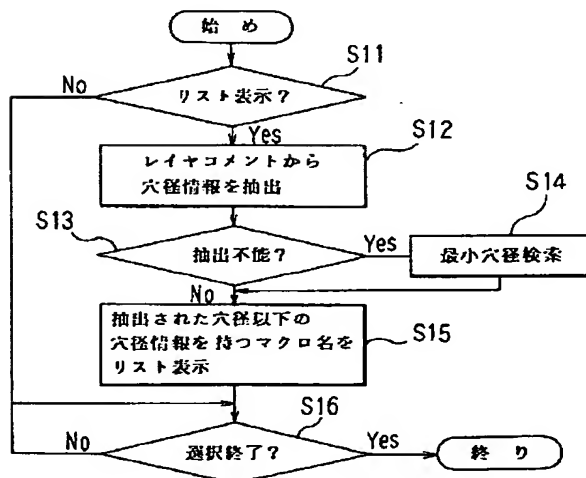 始め
S11
No
リスト表示?
Yes
S12
レイヤコメントから
穴径情報を抽出
S13
S14
抽出不能?
Yes
最小穴径検索
No
S15
抽出された穴径以下の
穴径情報を持つマクロ名を
リスト表示
S16
No
選択終了?
Yes
終り